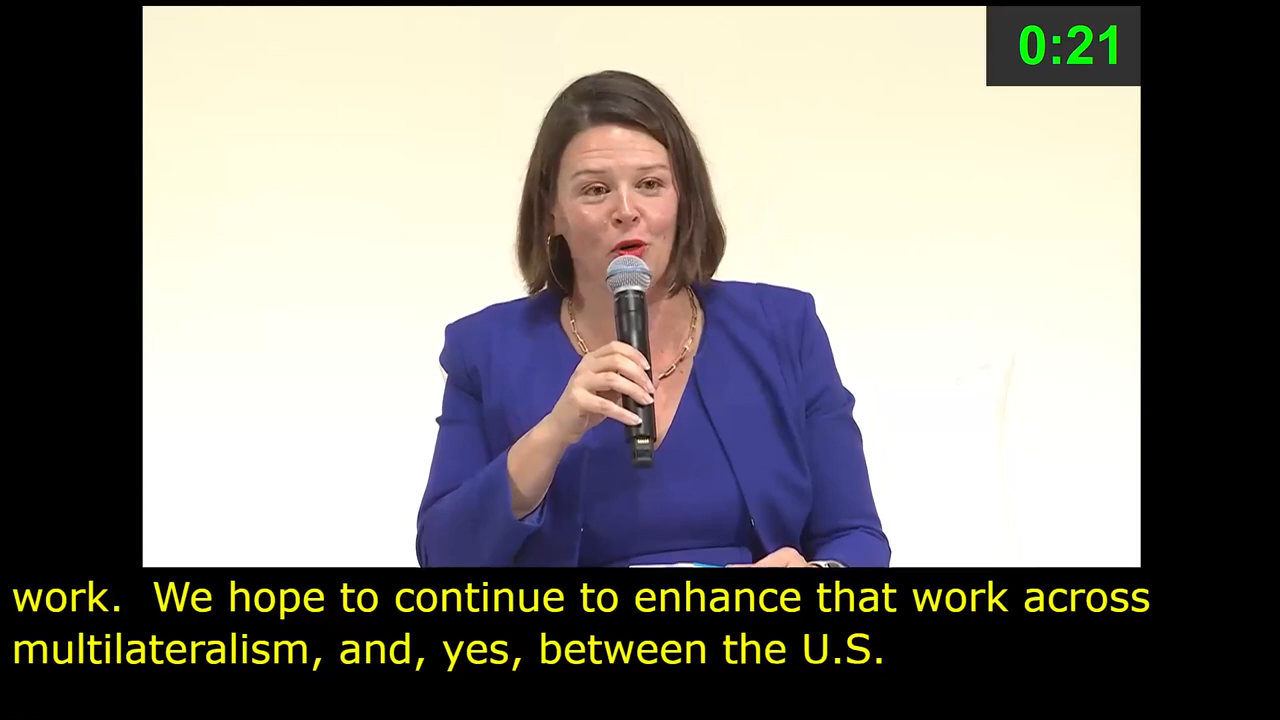 0:21
work.  We hope to continue to enhance that work across
multilateralism, and, yes, between the U.S.